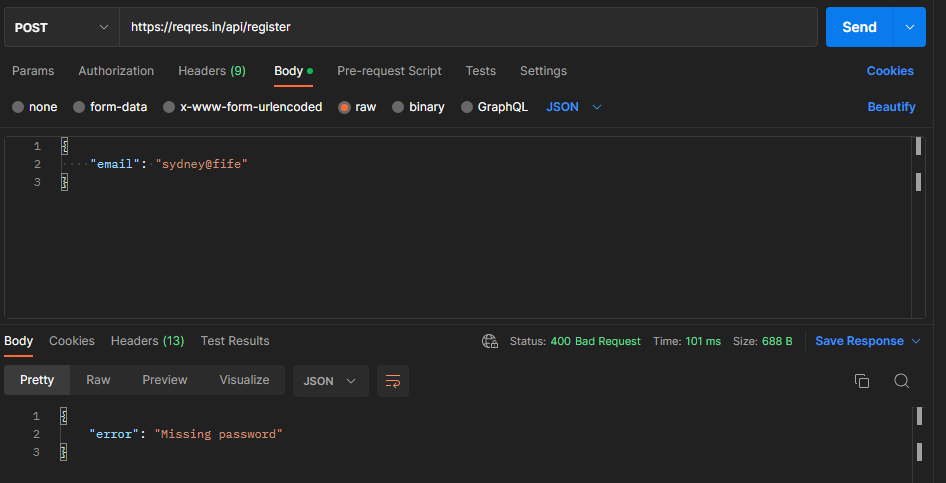 POST https://reqres.in/api/register Send
Params Authorization Headers (9) Body Pre-request Script Tests Settings Cookies
none form-data x-www-form-urlencoded raw binary GraphQL JSON Beautify
1 {
2 "email": "sydney@fife"
3 }
Body Cookies Headers (13) Test Results Status: 400 Bad Request Time: 101 ms Size: 688 B Save Response
Pretty Raw Preview Visualize JSON
1 {
2 "error": "Missing password"
3 }